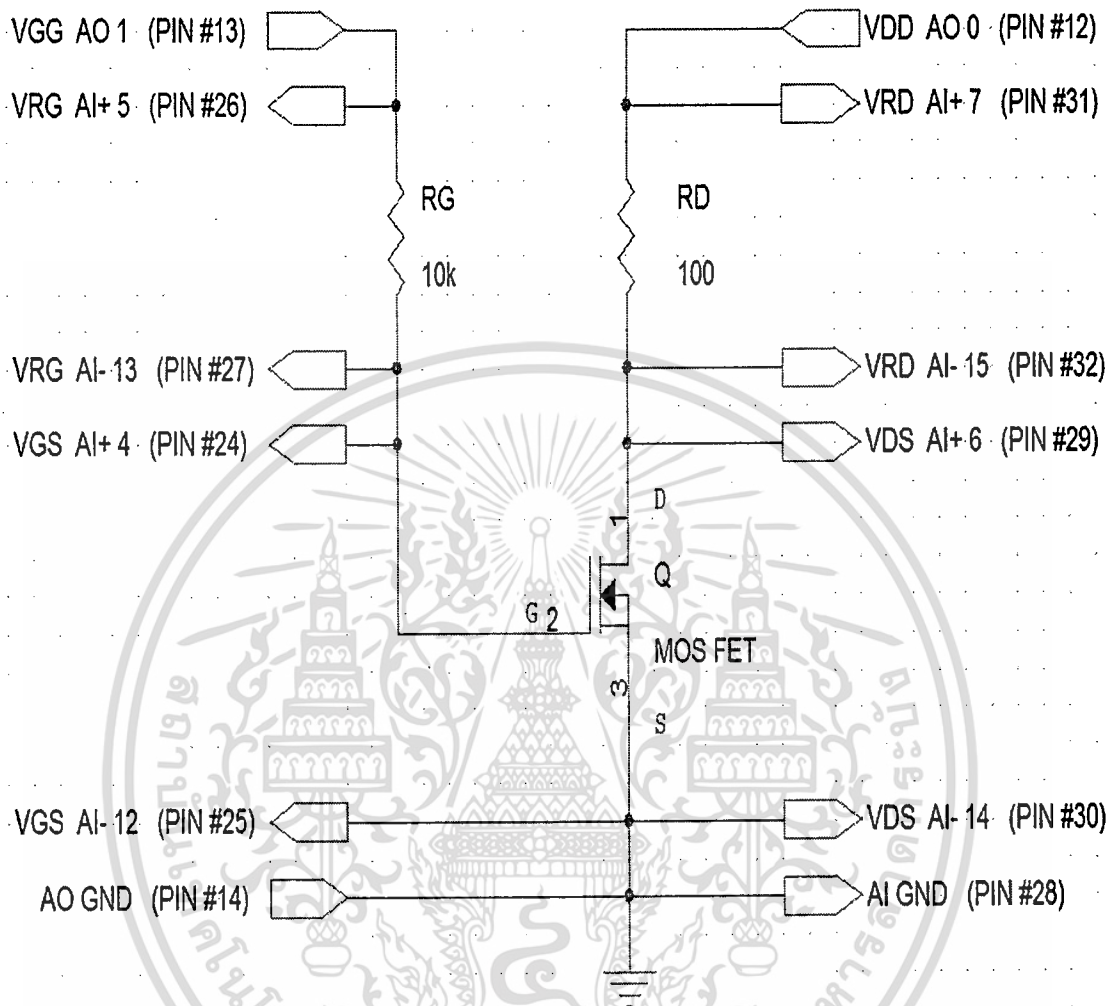 VGG AO 1 (PIN #13)
VDD AO 0 (PIN #12)
VRG AI+ 5 (PIN #26)
VRD AI+ 7 (PIN #31)
RG
10k
RD
100
VRG AI- 13 (PIN #27)
VRD AI- 15 (PIN #32)
VGS AI+ 4 (PIN #24)
VDS AI+ 6 (PIN #29)
D
1
Q
G 2
MOS FET
3
S
VGS AI- 12 (PIN #25)
VDS AI- 14 (PIN #30)
AO GND (PIN #14)
AI GND (PIN #28)